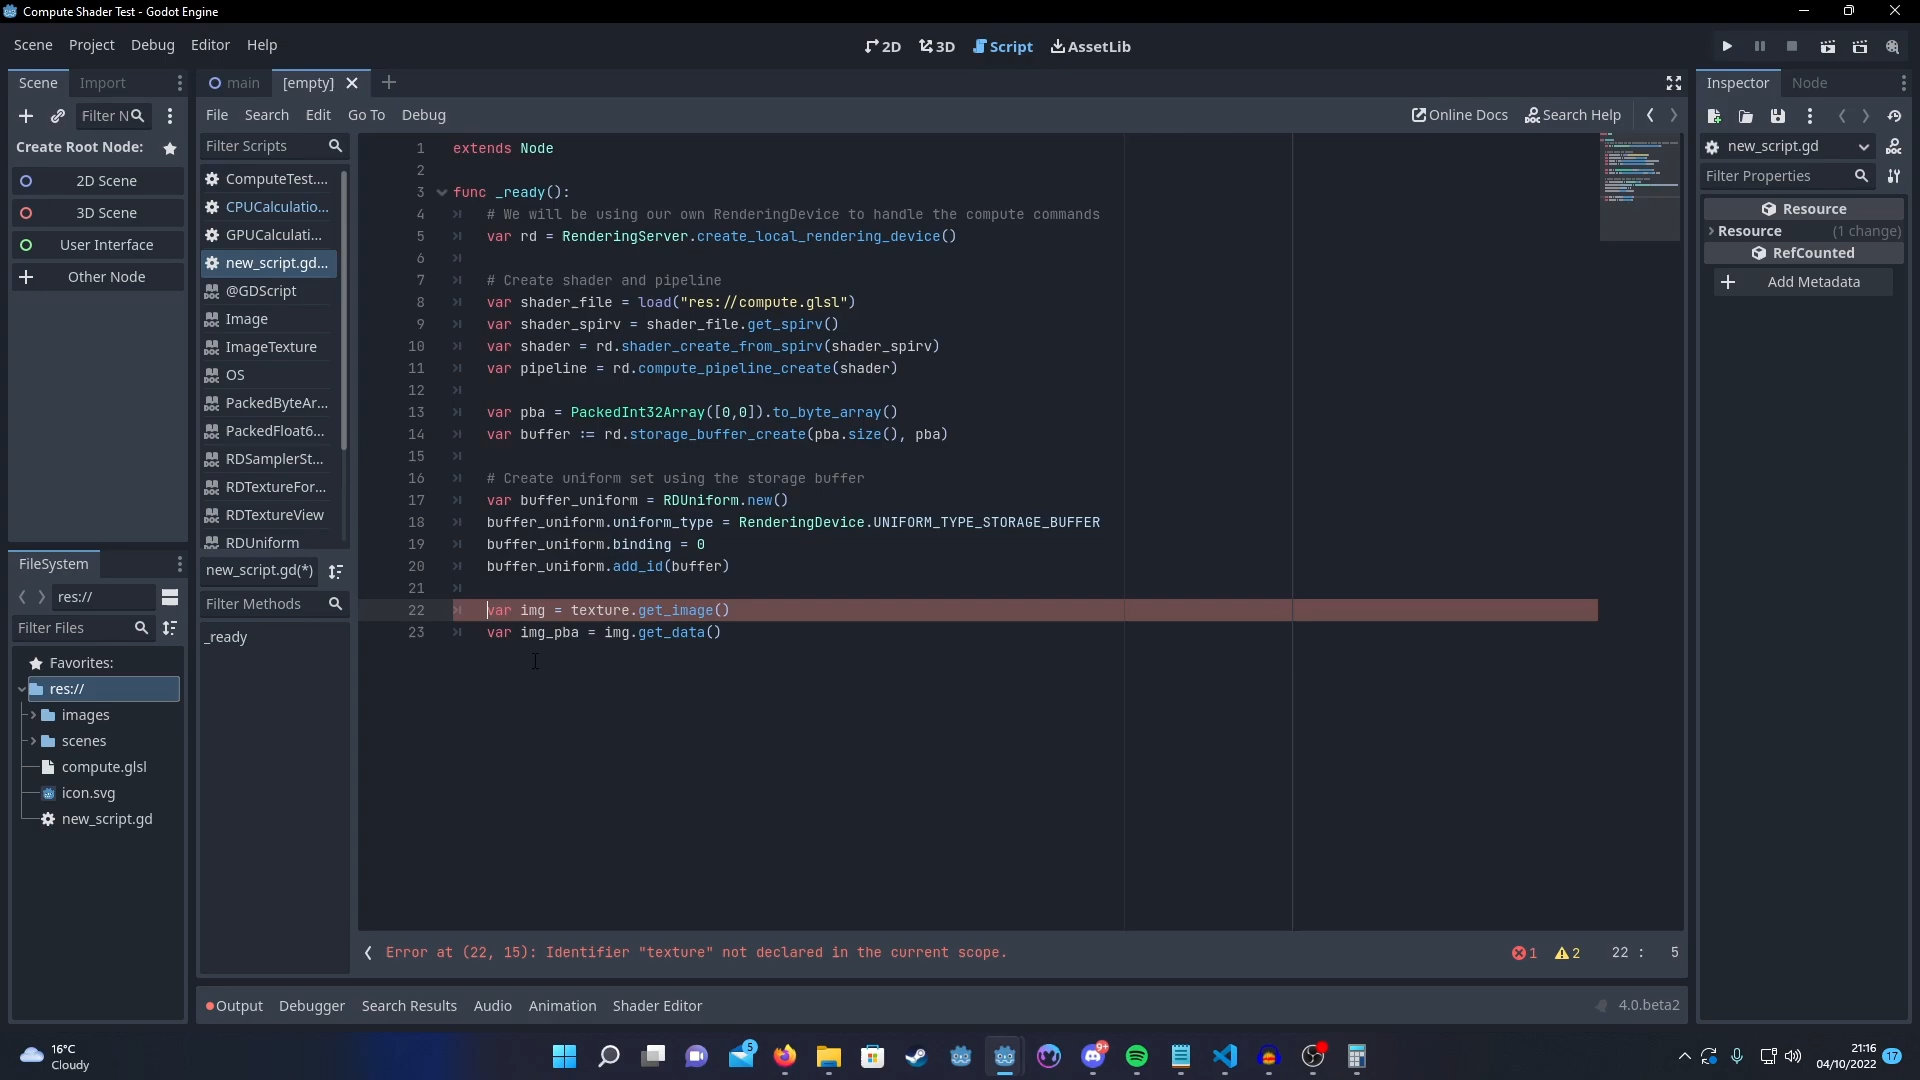 Compute Shader Test - Godot Engine
Scene Project Debug Editor Help
2D 3D Script AssetLib
Scene Import
main [empty]
Inspector Node
Filter N
File Search Edit Go To Debug
Online Docs Search Help
Create Root Node:
2D Scene
3D Scene
User Interface
Other Node
Filter Scripts
ComputeTest....
CPUCalculatio...
GPUCalculati...
new_script.gd...
@GDScript
Image
ImageTexture
OS
PackedByteAr...
PackedFloat6...
RDSamplerSt...
RDTextureFor...
RDTextureView
RDUniform
new_script.gd(*)
Filter Methods
_ready
1 extends Node
2
3 func _ready():
4 # We will be using our own RenderingDevice to handle the compute commands
5 var rd = RenderingServer.create_local_rendering_device()
6
7 # Create shader and pipeline
8 var shader_file = load("res://compute.glsl")
9 var shader_spirv = shader_file.get_spirv()
10 var shader = rd.shader_create_from_spirv(shader_spirv)
11 var pipeline = rd.compute_pipeline_create(shader)
12
13 var pba = PackedInt32Array([0,0]).to_byte_array()
14 var buffer := rd.storage_buffer_create(pba.size(), pba)
15
16 # Create uniform set using the storage buffer
17 var buffer_uniform = RDUniform.new()
18 buffer_uniform.uniform_type = RenderingDevice.UNIFORM_TYPE_STORAGE_BUFFER
19 buffer_uniform.binding = 0
20 buffer_uniform.add_id(buffer)
21
22 var img = texture.get_image()
23 var img_pba = img.get_data()
Error at (22, 15): Identifier "texture" not declared in the current scope.
1 2 22 : 5
Output Debugger Search Results Audio Animation Shader Editor
4.0.beta2
new_script.gd
Filter Properties
Resource
Resource (1 change)
RefCounted
Add Metadata
FileSystem
res://
Filter Files
Favorites:
res://
images
scenes
compute.glsl
icon.svg
new_script.gd
16°C
Cloudy
5
9+
21:16
04/10/2022
17